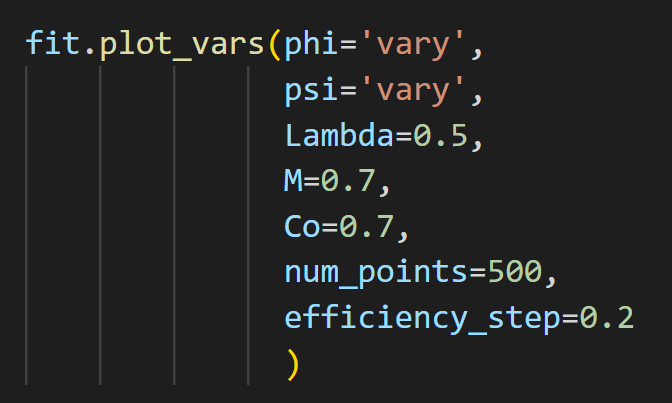 fit.plot_vars(phi='vary',
psi='vary',
Lambda=0.5,
M=0.7,
Co=0.7,
num_points=500,
efficiency_step=0.2
)